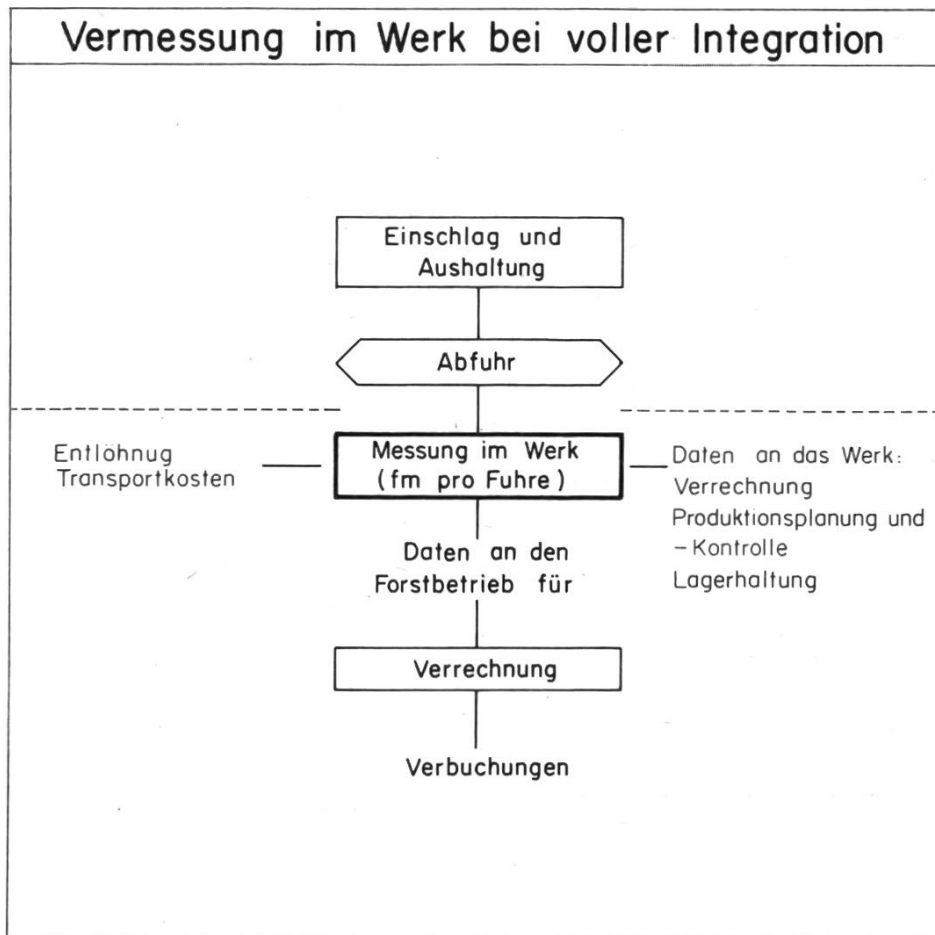 Vermessung im Werk bei voller Integration
Einschlag und
Aushaltung
Abfuhr
Entlöhnug
Transportkosten
Messung im Werk
(fm pro Fuhre)
Daten an das Werk:
Verrechnung
Produktionsplanung und
-Kontrolle
Lagerhaltung
Daten an den
Forstbetrieb für
Verrechnung
Verbuchungen